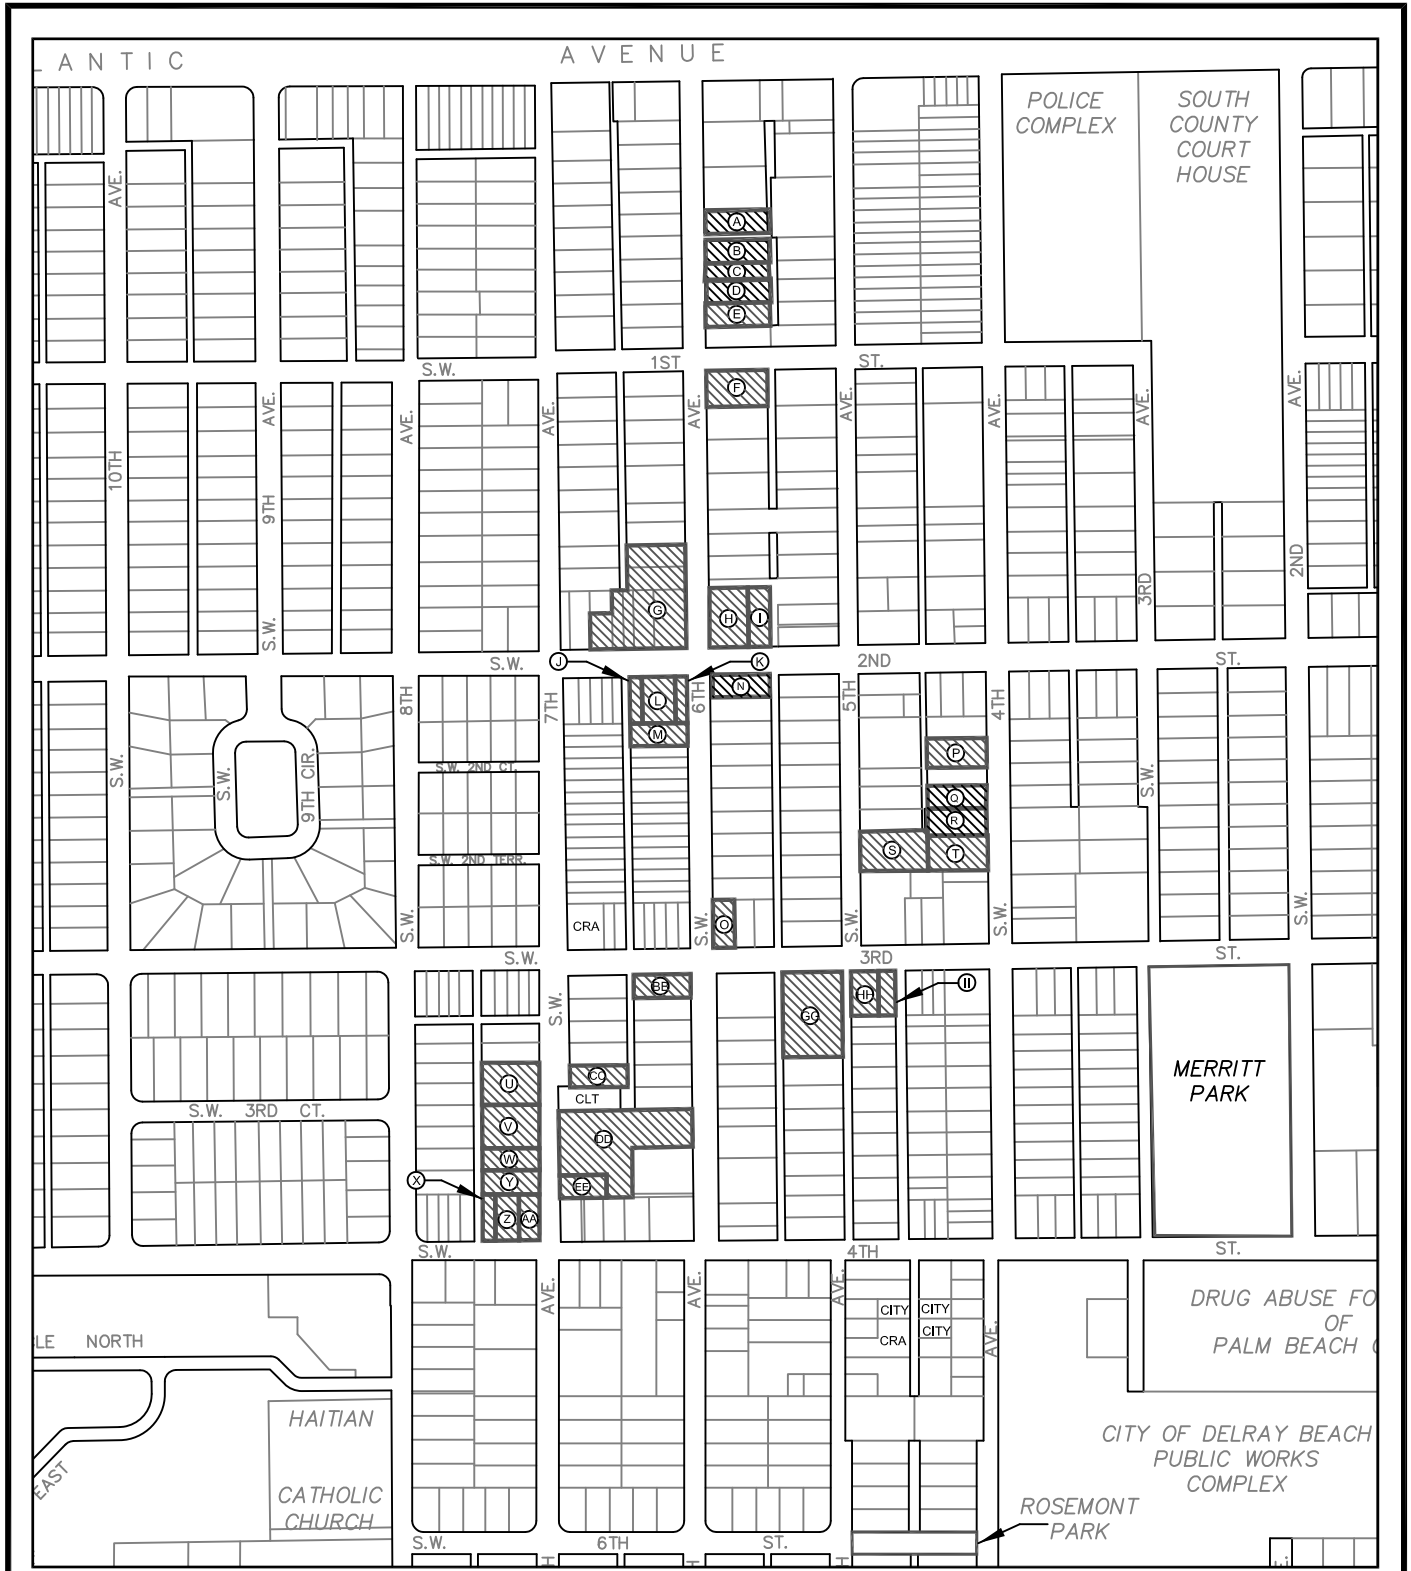 LANTIC AVENUE
POLICE
COMPLEX
SOUTH
COUNTY
COURT
HOUSE
AVE.
A
B
C
D
E
S.W. 1ST ST.
F
AVE.
AVE.
AVE.
AVE.
AVE.
AVE.
AVE.
AVE.
10TH
9TH
S.W.
2ND
3RD
G
H
I
S.W. 2ND ST.
J
K
8TH
7TH
6TH
5TH
4TH
L
M
N
S.W.
S.W.
9TH CIR.
S.W. 2ND CT.
P
Q
R
S
T
S.W.
S.W. 2ND TERR.
O
CRA
S.W.
S.W.
S.W.
S.W.
S.W.
S.W. 3RD ST.
BB
GG
HH
II
S.W.
U
CC
CLT
V
DD
W
X
Y
EE
Z
AA
S.W. 3RD CT.
MERRITT
PARK
S.W. 4TH ST.
AVE.
AVE.
AVE.
AVE.
CITY
CITY
CRA
CITY
DRUG ABUSE FO
OF
PALM BEACH
LE NORTH
EAST
HAITIAN
CATHOLIC
CHURCH
CITY OF DELRAY BEACH
PUBLIC WORKS
COMPLEX
ROSEMONT
PARK
S.W. 6TH ST.